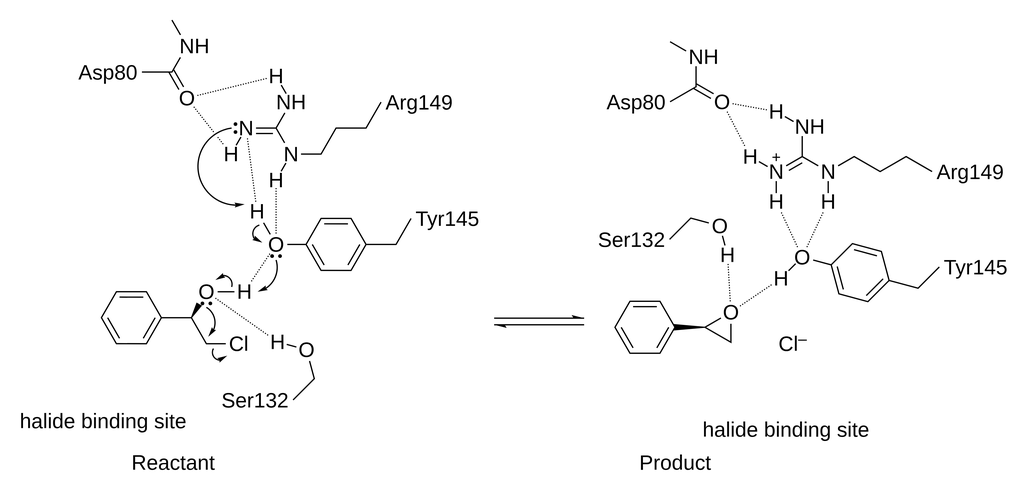 NH
Asp80
O
H
NH
Arg149
:N
H
N
H
H
O
Tyr145
O
H
Cl
H
O
Ser132
halide binding site
Reactant
NH
Asp80
O
H
NH
H
+
N
N
H
H
Arg149
Ser132
O
H
O
H
Tyr145
O
Cl–
halide binding site
Product